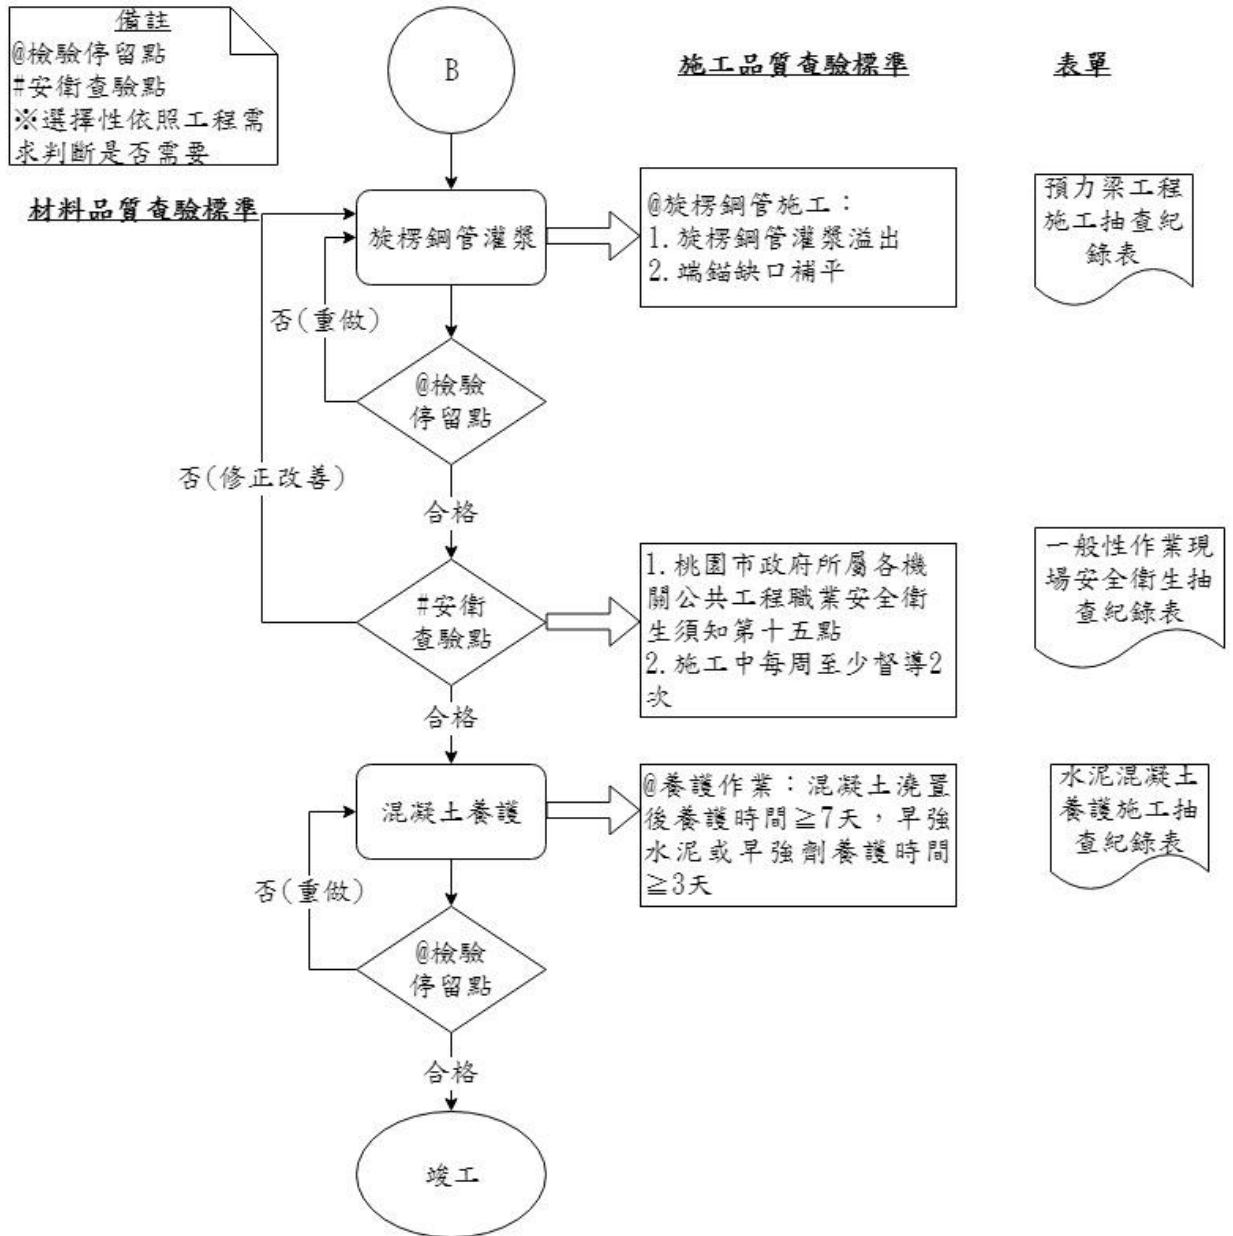 備註
@檢驗停留點
#安衛查驗點
※選擇性依照工程需
求判斷是否需要
B
施工品質查驗標準
表單
材料品質查驗標準
旋楞鋼管灌漿
@旋楞鋼管施工：
1.旋楞鋼管灌漿溢出
2.端錨缺口補平
預力梁工程
施工抽查紀
錄表
否(重做)
@檢驗
停留點
否(修正改善)
合格
#安衛
查驗點
1.桃園市政府所屬各機
關公共工程職業安全衛
生須知第十五點
2.施工中每周至少督導2
次
一般性作業現
場安全衛生抽
查紀錄表
合格
混凝土養護
@養護作業：混凝土澆置
後養護時間≧7天，早強
水泥或早強劑養護時間
≧3天
水泥混凝土
養護施工抽
查紀錄表
否(重做)
@檢驗
停留點
合格
竣工